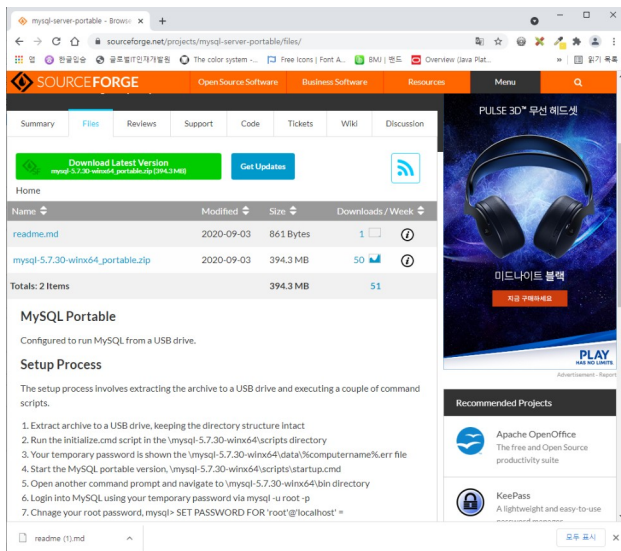 mysql-server-portable - Browse
sourceforge.net/projects/mysql-server-portable/files/
앱 한글입숨 글로벌IT인재개발원 The color system -... Free Icons | Font A... BMJ | 밴드 Overview (Java Plat... » 읽기 목록
SOURCEFORGE Open Source Software Business Software Resources Menu
Summary Files Reviews Support Code Tickets Wiki Discussion
Download Latest Version
mysql-5.7.30-winx64_portable.zip (394.3 MB)
Get Updates
Home
Name Modified Size Downloads / Week
readme.md 2020-09-03 861 Bytes 1
mysql-5.7.30-winx64_portable.zip 2020-09-03 394.3 MB 50
Totals: 2 Items 394.3 MB 51
MySQL Portable
Configured to run MySQL from a USB drive.
Setup Process
The setup process involves extracting the archive to a USB drive and executing a couple of command
scripts.
1. Extract archive to a USB drive, keeping the directory structure intact
2. Run the initialize.cmd script in the \mysql-5.7.30-winx64\scripts directory
3. Your temporary password is shown the \mysql-5.7.30-winx64\data\%computername%.err file
4. Start the MySQL portable version, \mysql-5.7.30-winx64\scripts\startup.cmd
5. Open another command prompt and navigate to \mysql-5.7.30-winx64\bin directory
6. Login into MySQL using your temporary password via mysql -u root -p
7. Chnage your root password, mysql> SET PASSWORD FOR 'root'@'localhost' =
PULSE 3D™ 무선 헤드셋
미드나이트 블랙
지금 구매하세요
PLAY
HAS NO LIMITS
Advertisement - Report
Recommended Projects
Apache OpenOffice
The free and Open Source
productivity suite
KeePass
A lightweight and easy-to-use
password manager
readme (1).md
모두 표시